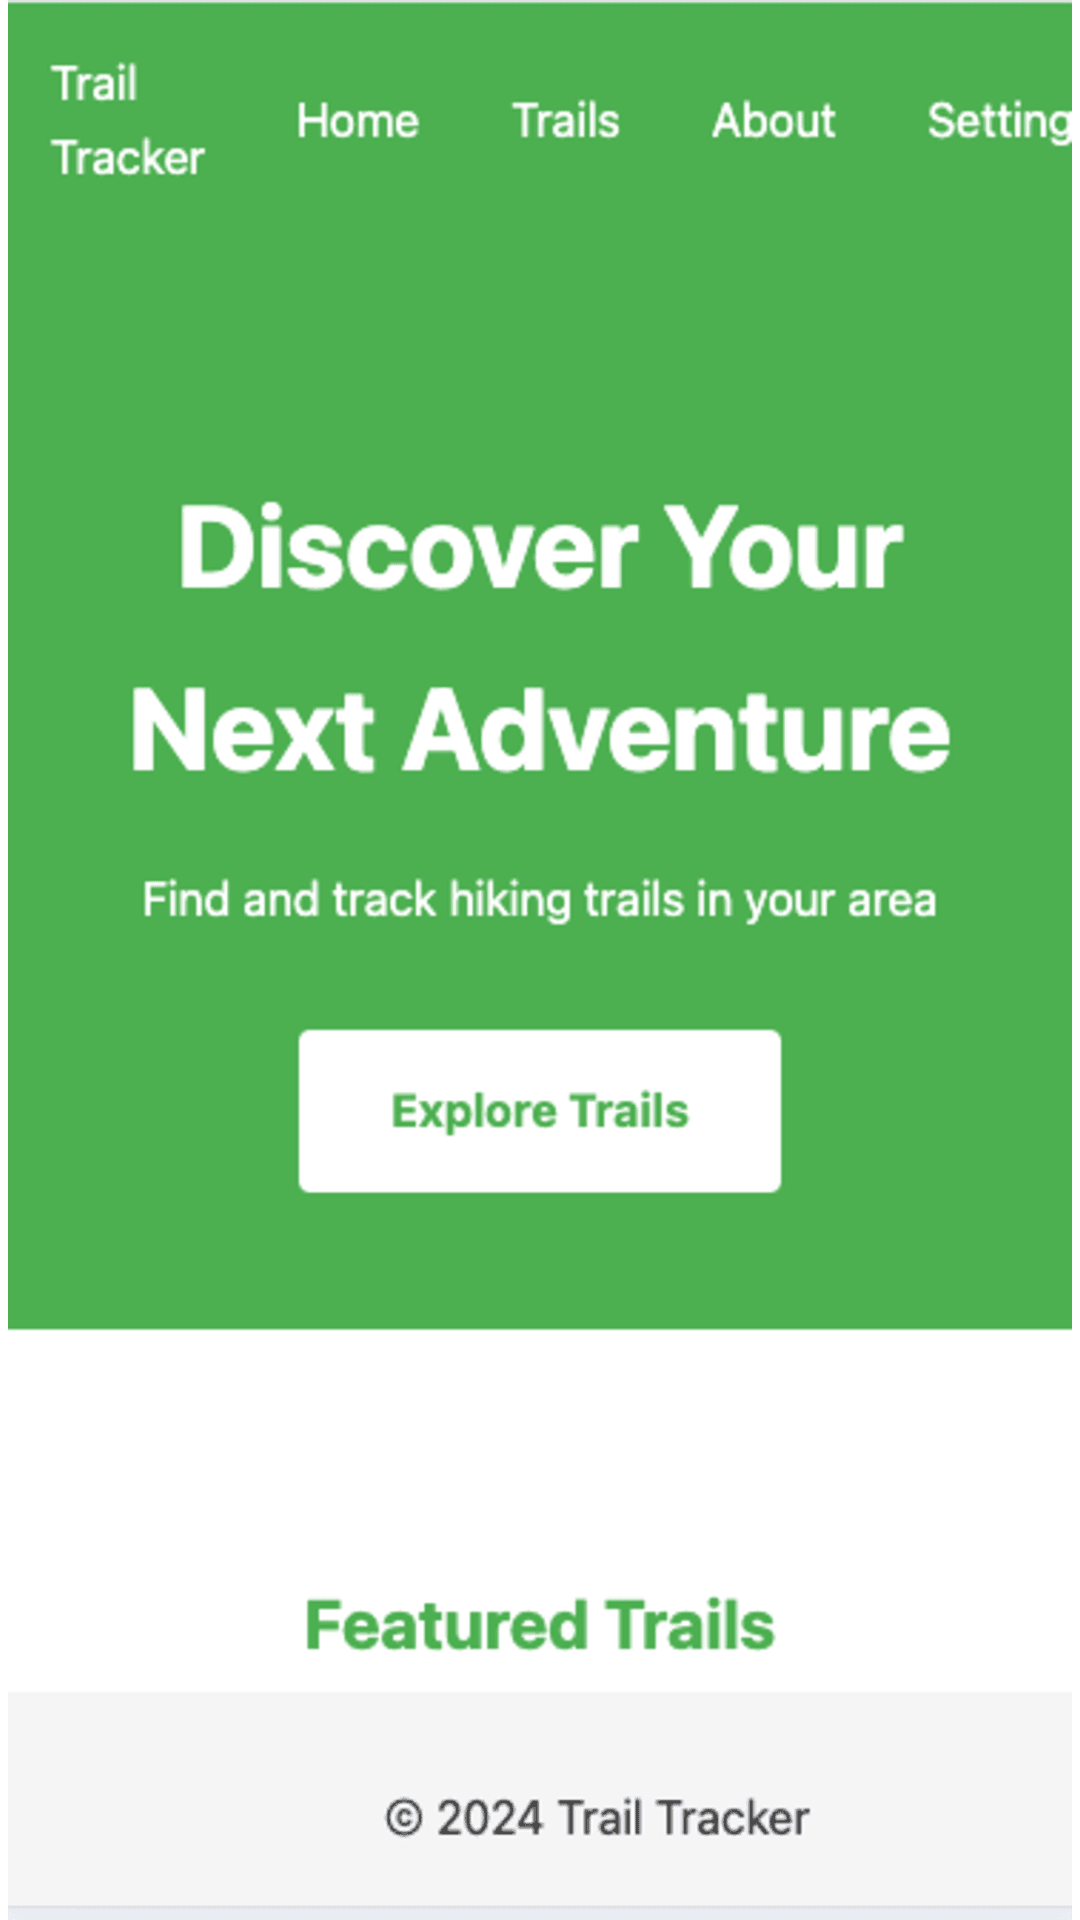 Trail
Tracker
Home Trails About Setting
Discover Your
Next Adventure
Find and track hiking trails in your area
Explore Trails
Featured Trails
© 2024 Trail Tracker